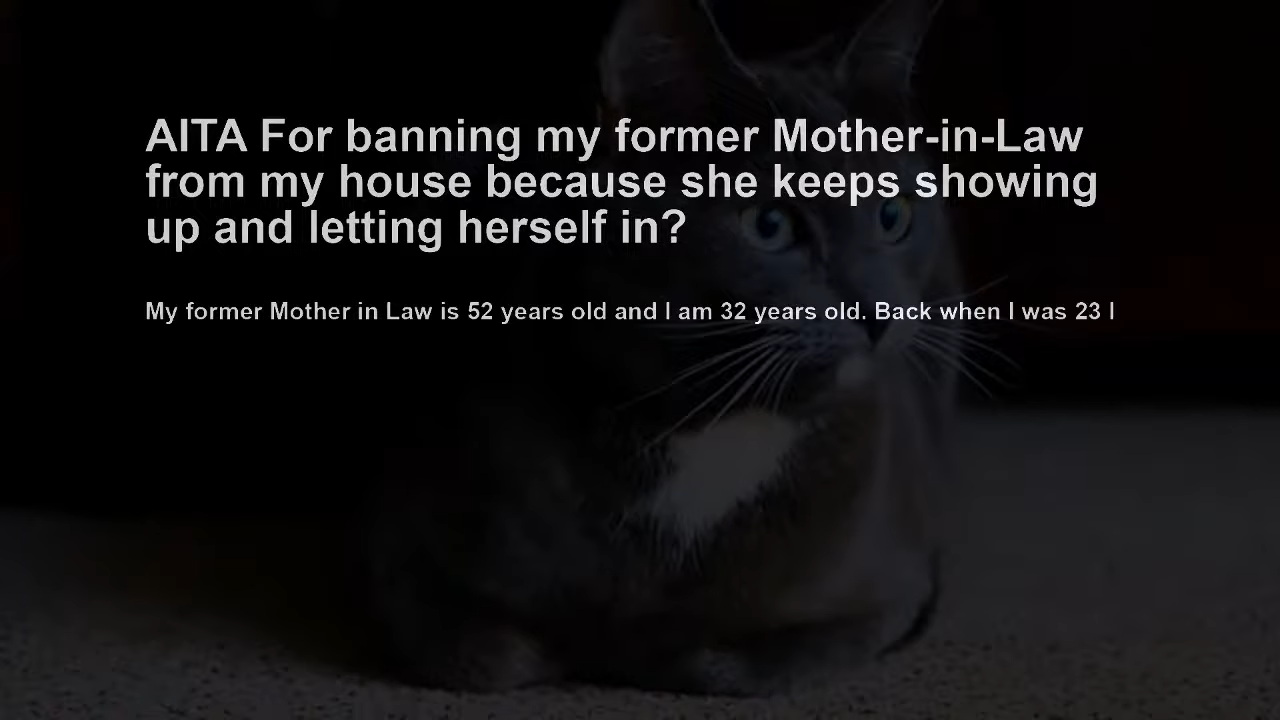 AITA For banning my former Mother-in-Law
from my house because she keeps showing
up and letting herself in?
My former Mother in Law is 52 years old and I am 32 years old. Back when I was 23 I